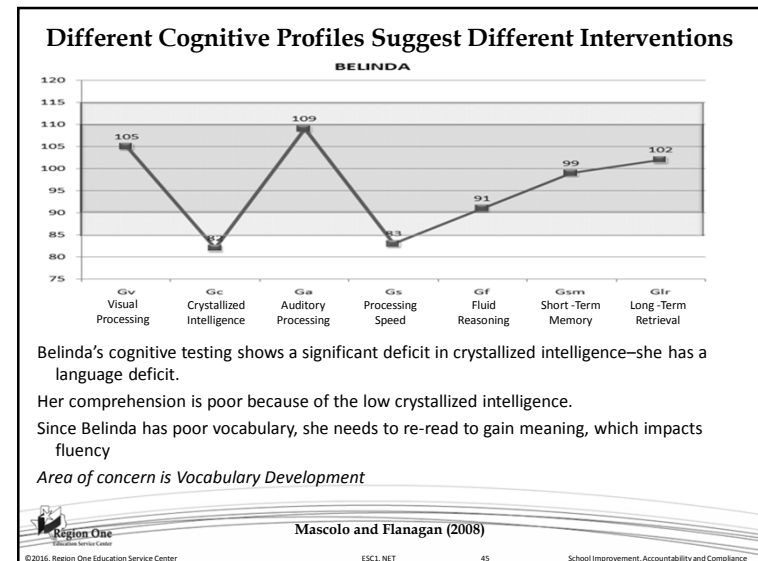 Different Cognitive Profiles Suggest Different Interventions
BELINDA
120
115
110
105
100
95
90
85
80
75
105
82
109
83
91
99
102
Gv
Visual
Processing
Gc
Crystallized
Intelligence
Ga
Auditory
Processing
Gs
Processing
Speed
Gf
Fluid
Reasoning
Gsm
Short -Term
Memory
Glr
Long -Term
Retrieval
Belinda’s cognitive testing shows a significant deficit in crystallized intelligence–she has a
language deficit.
Her comprehension is poor because of the low crystallized intelligence.
Since Belinda has poor vocabulary, she needs to re-read to gain meaning, which impacts
fluency
Area of concern is Vocabulary Development
Region One
Education Service Center
Mascolo and Flanagan (2008)
©2016, Region One Education Service Center
ESC1. NET
45
School Improvement, Accountability and Compliance